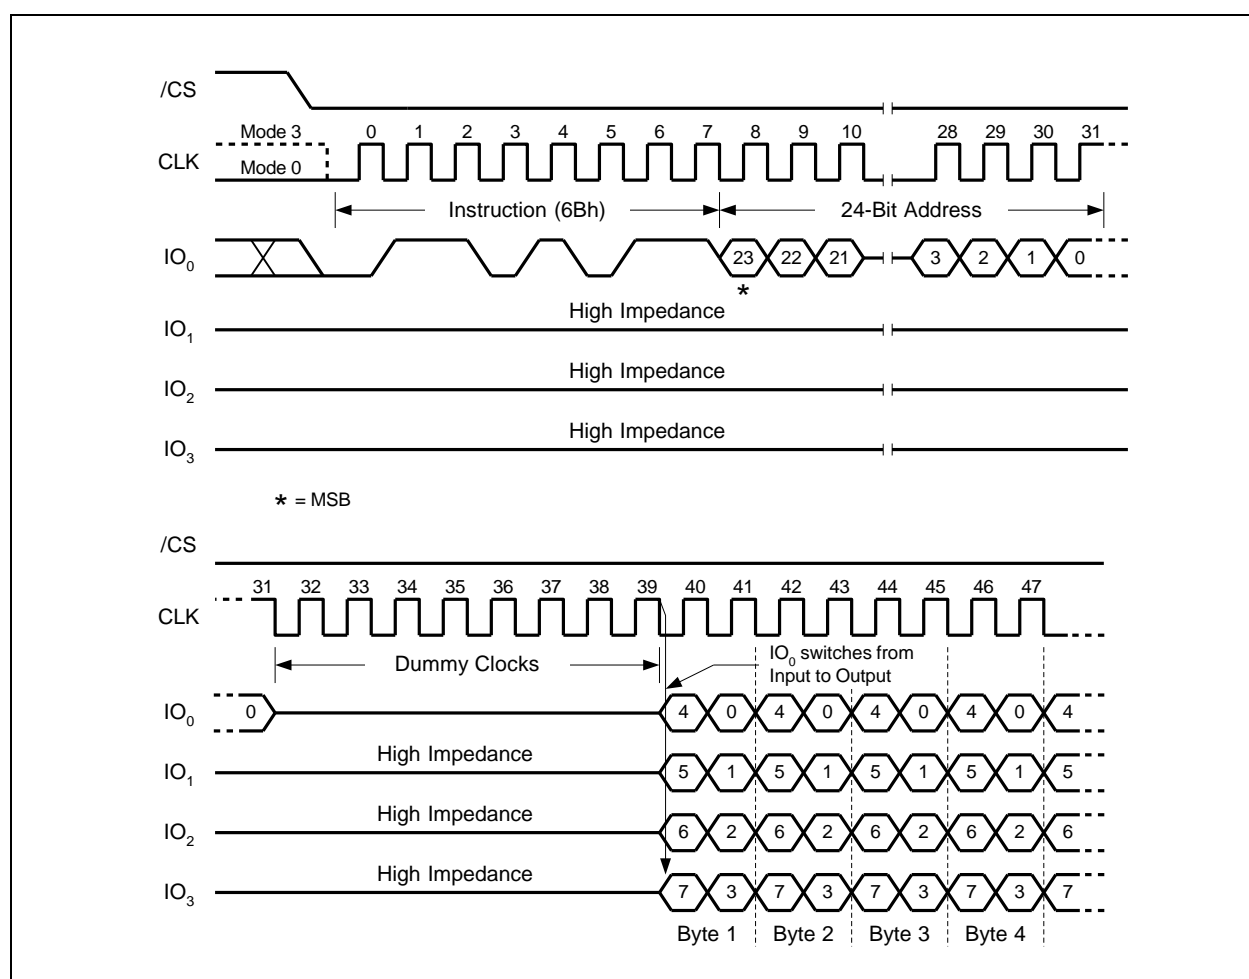 /CS
Mode 3 0 1 2 3 4 5 6 7 8 9 10 28 29 30 31
CLK
Mode 0
Instruction (6Bh) 24-Bit Address
IO0 23 22 21 3 2 1 0
*
High Impedance
IO1
High Impedance
IO2
High Impedance
IO3
* = MSB
/CS
31 32 33 34 35 36 37 38 39 40 41 42 43 44 45 46 47
CLK
Dummy Clocks
IO0 switches from
Input to Output
IO0 0 4 0 4 0 4 0 4 0 4
High Impedance
IO1 5 1 5 1 5 1 5 1 5
High Impedance
IO2 6 2 6 2 6 2 6 2 6
High Impedance
IO3 7 3 7 3 7 3 7 3 7
Byte 1 Byte 2 Byte 3 Byte 4